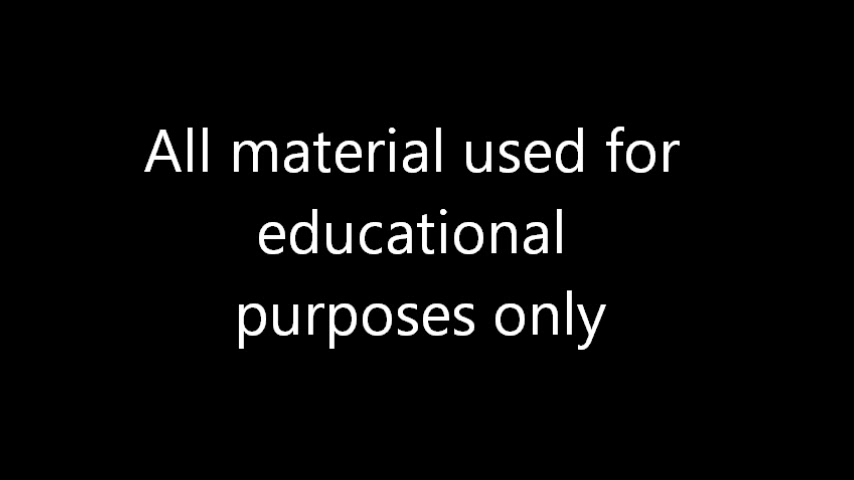 All material used for
educational
purposes only